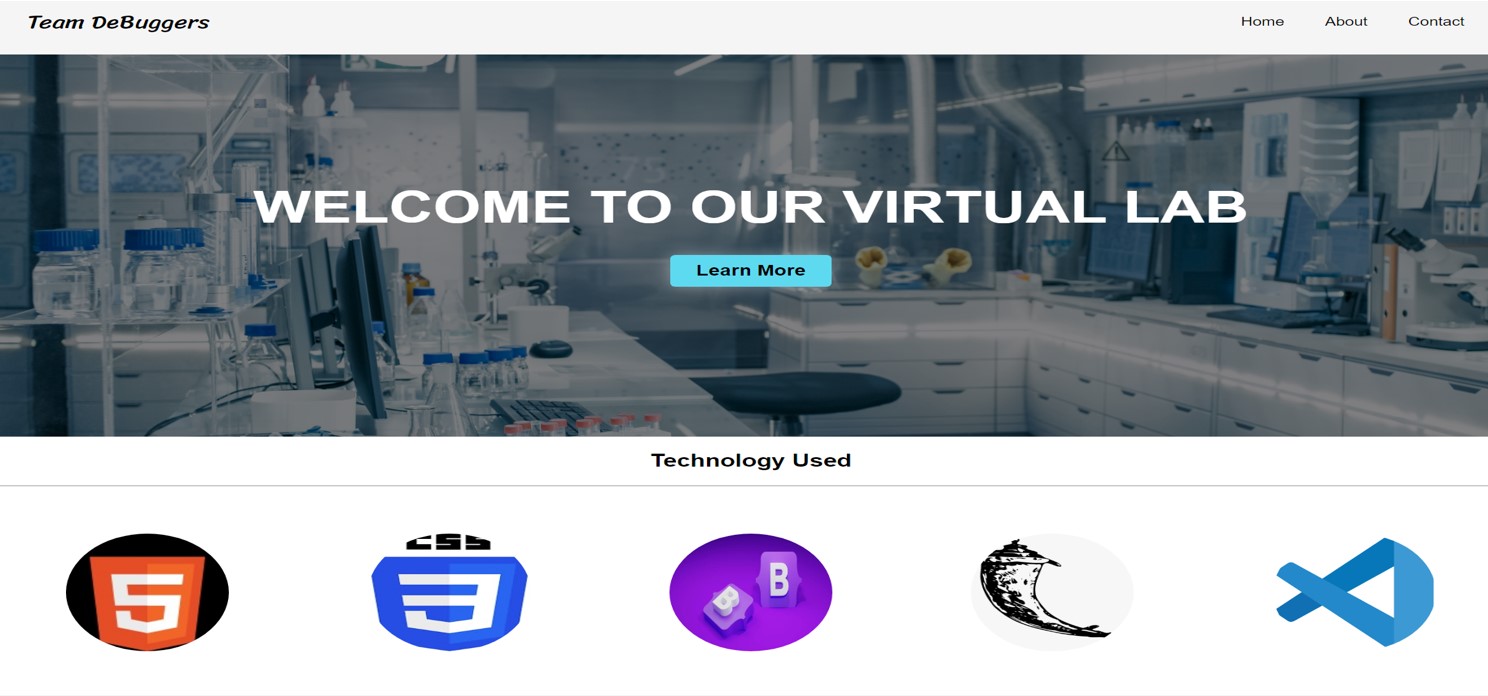 Team DeBuggers
Home About Contact
WELCOME TO OUR VIRTUAL LAB
Learn More
Technology Used
5
CSS
3
B
B